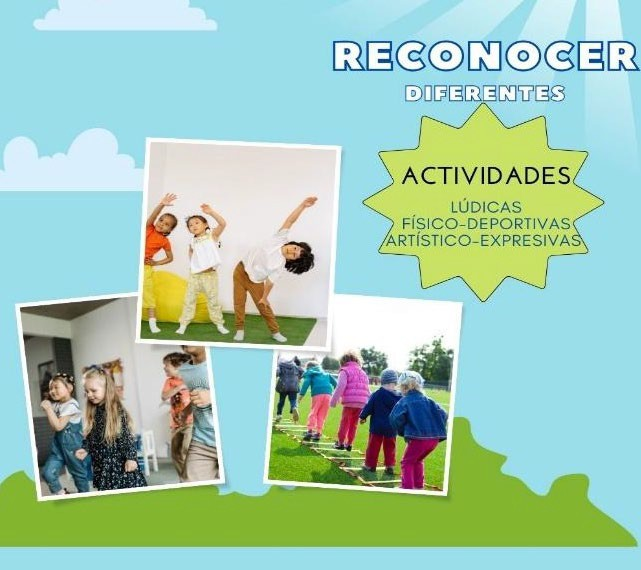 RECONOCER
DIFERENTES
ACTIVIDADES
LÚDICAS
FÍSICO-DEPORTIVAS
ARTÍSTICO-EXPRESIVAS